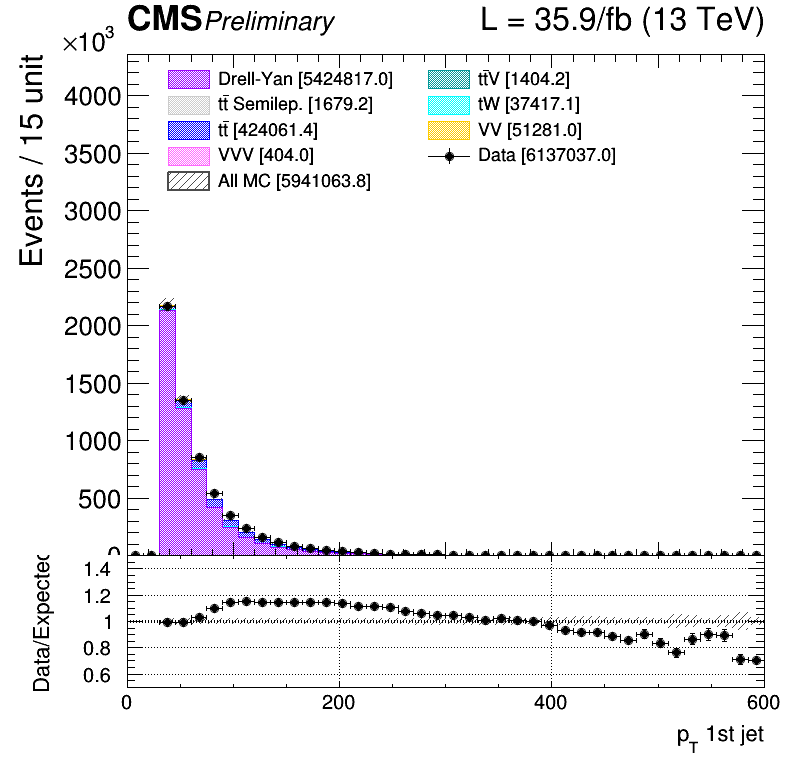 CMS Preliminary L = 35.9/fb (13 TeV)
×10³
Events / 15 unit
Drell-Yan [5424817.0]
tt̄ Semilep. [1679.2]
tt̄ [424061.4]
VVV [404.0]
All MC [5941063.8]
tt̄V [1404.2]
tW [37417.1]
VV [51281.0]
Data [6137037.0]
4000
3500
3000
2500
2000
1500
1000
500
0
Data/Expected
1.4
1.2
1
0.8
0.6
0 200 400 600
p_T 1st jet